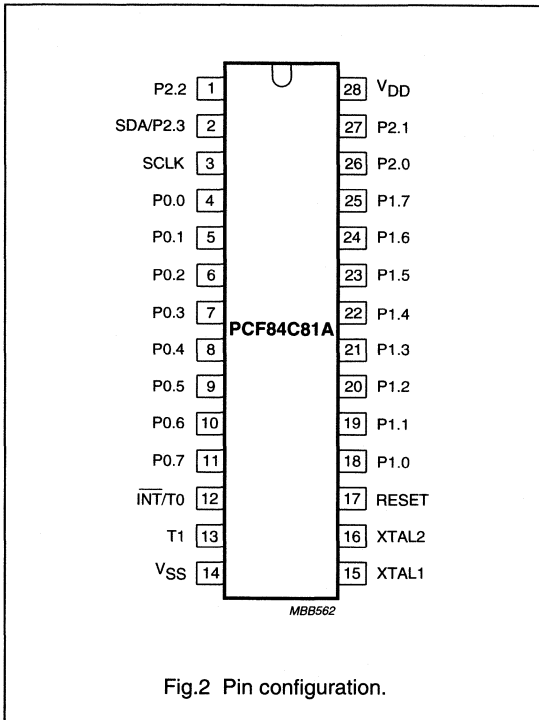 P2.2 1 28 VDD
SDA/P2.3 2 27 P2.1
SCLK 3 26 P2.0
P0.0 4 25 P1.7
P0.1 5 24 P1.6
P0.2 6 23 P1.5
P0.3 7 22 P1.4
PCF84C81A
P0.4 8 21 P1.3
P0.5 9 20 P1.2
P0.6 10 19 P1.1
P0.7 11 18 P1.0
I̅N̅T̅/T0 12 17 RESET
T1 13 16 XTAL2
VSS 14 15 XTAL1
MBB562
Fig.2 Pin configuration.